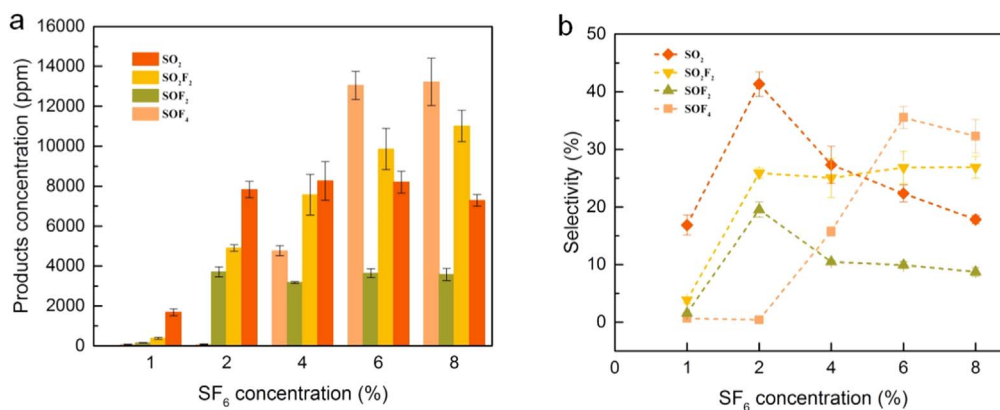 a
Products concentration (ppm)
16000
14000
12000
10000
8000
6000
4000
2000
0
SO₂
SO₂F₂
SOF₂
SOF₄
1 2 4 6 8
SF₆ concentration (%)
b
Selectivity (%)
50
40
30
20
10
0
SO₂
SO₂F₂
SOF₂
SOF₄
0 1 2 4 6 8
SF₆ concentration (%)